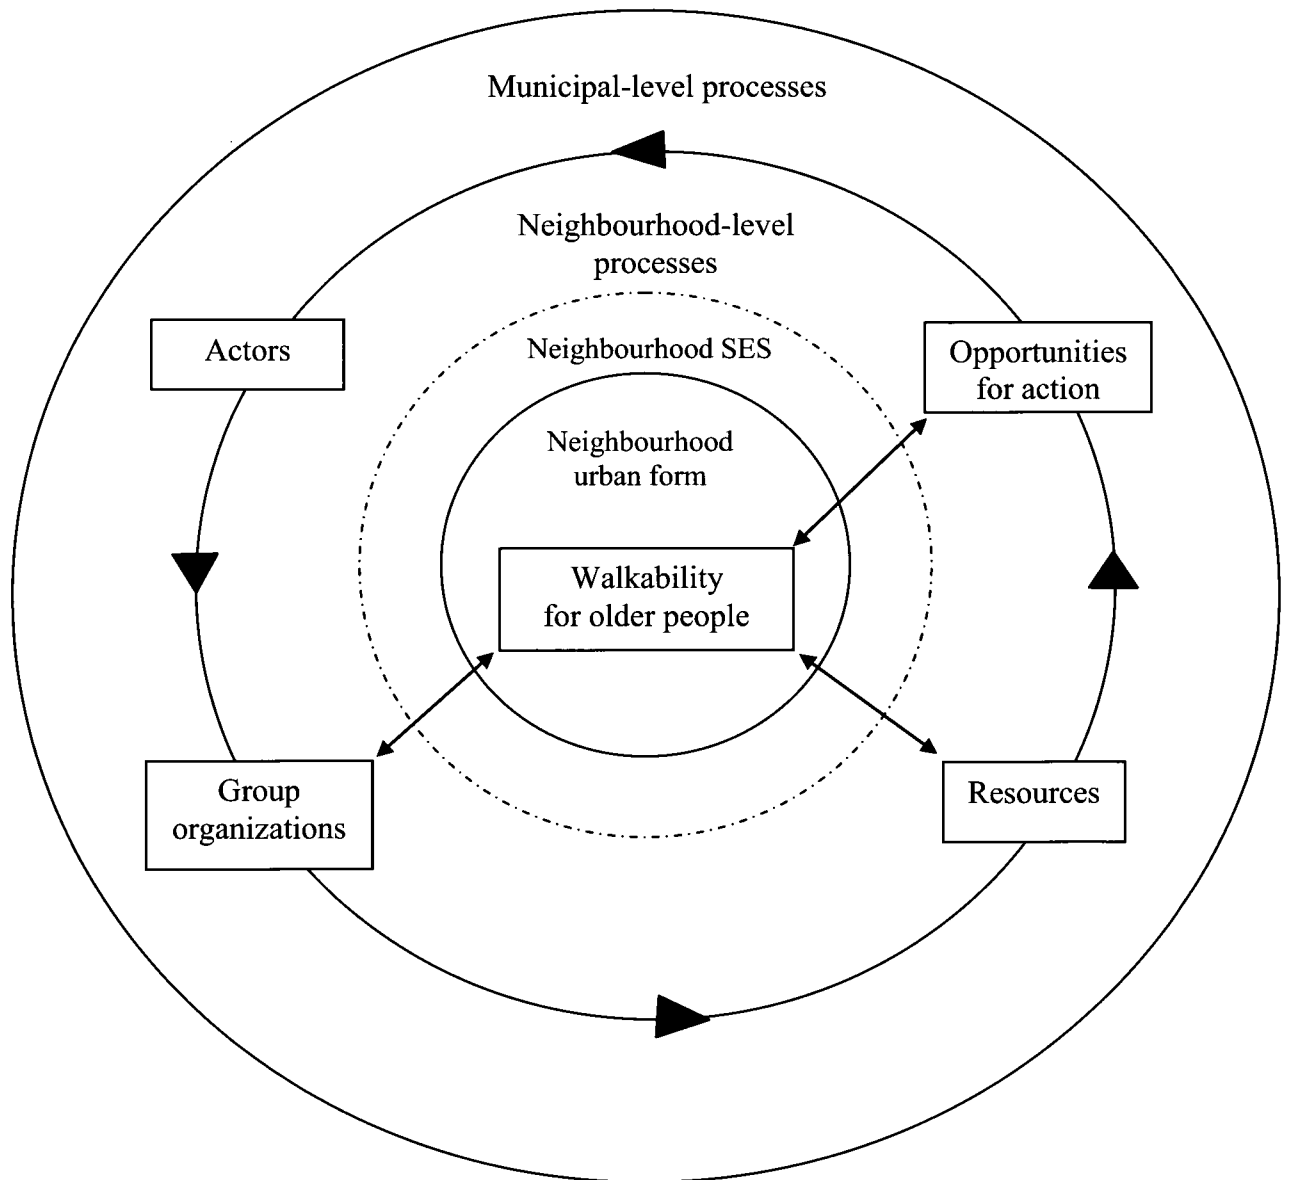 Municipal-level processes
Neighbourhood-level
processes
Neighbourhood SES
Actors
Opportunities
for action
Neighbourhood
urban form
Walkability
for older people
Group
organizations
Resources